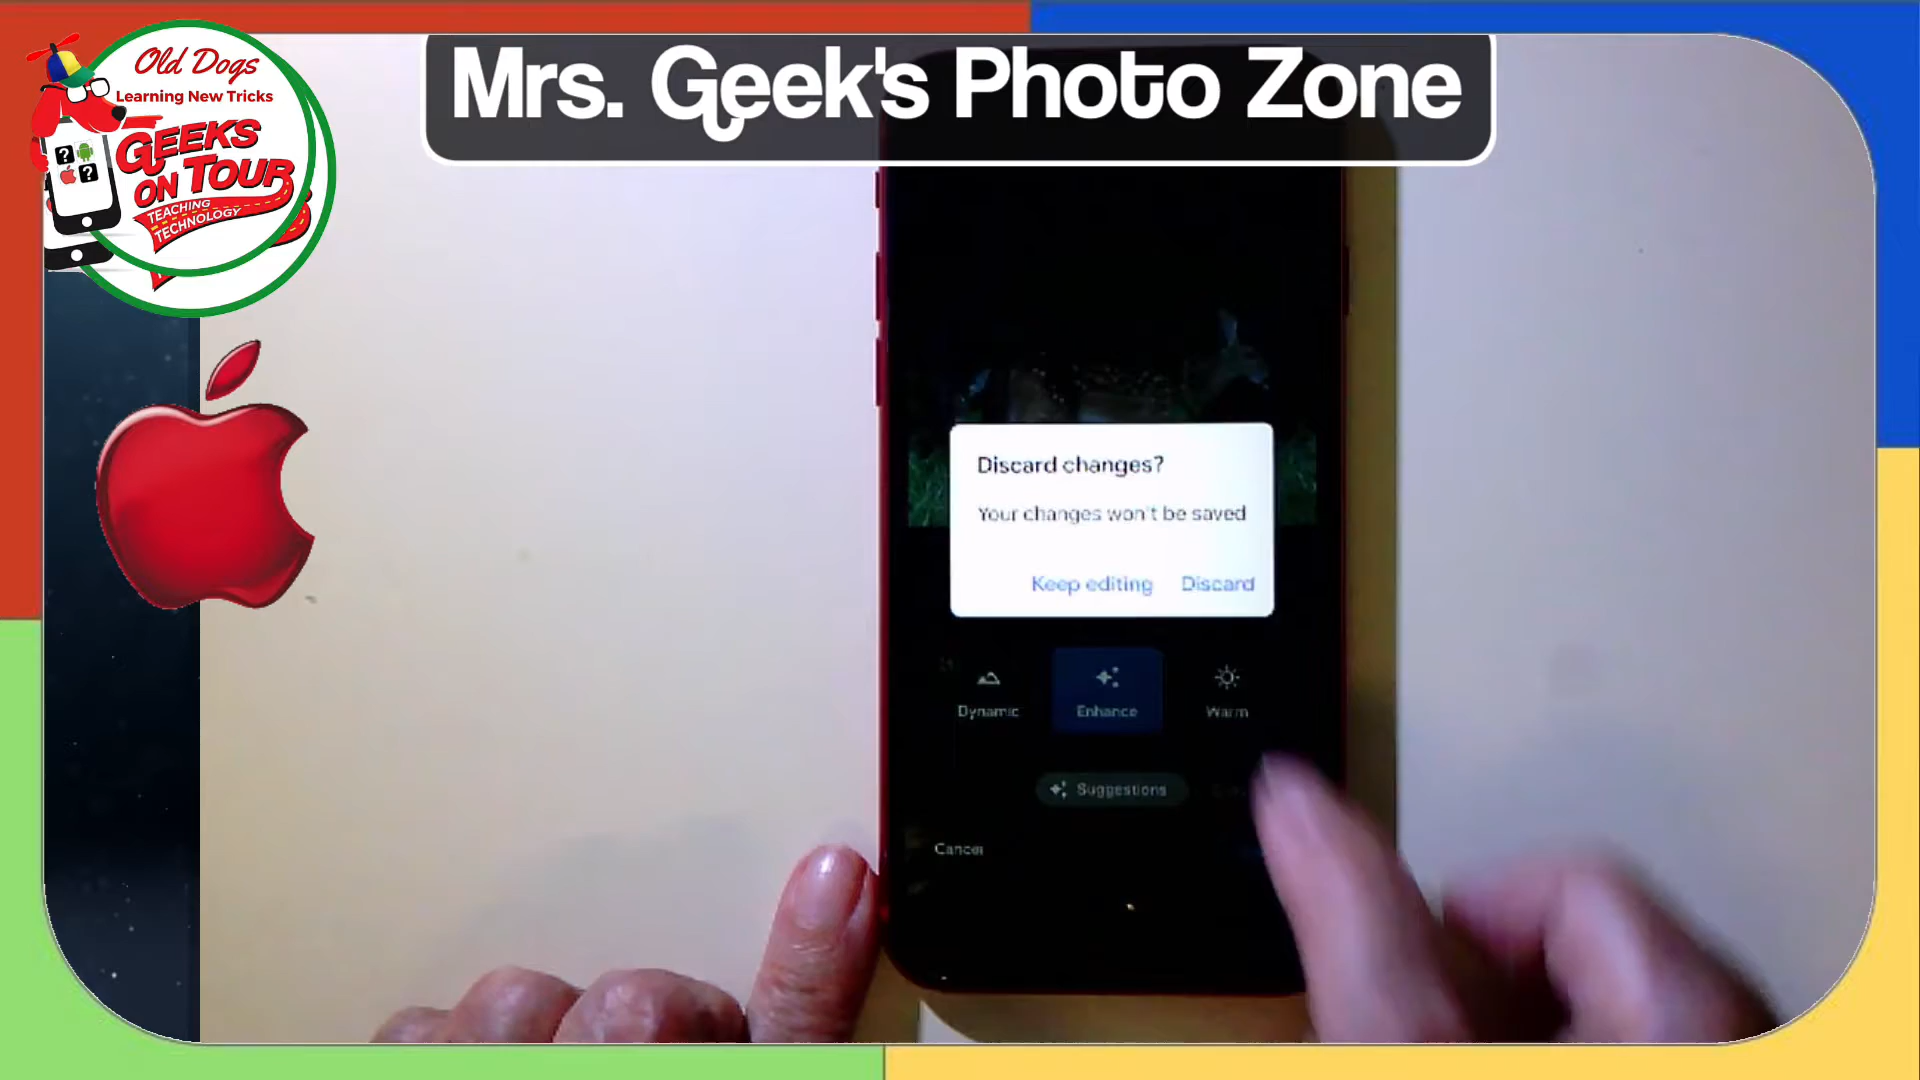 Mrs. Geek's Photo Zone
Old Dogs
Learning New Tricks
GEEKS
ON TOUR
TEACHING
TECHNOLOGY
? ?
Discard changes?
Your changes won't be saved
Keep editing Discard
Dynamic Enhance Warm
Suggestions
Cancel